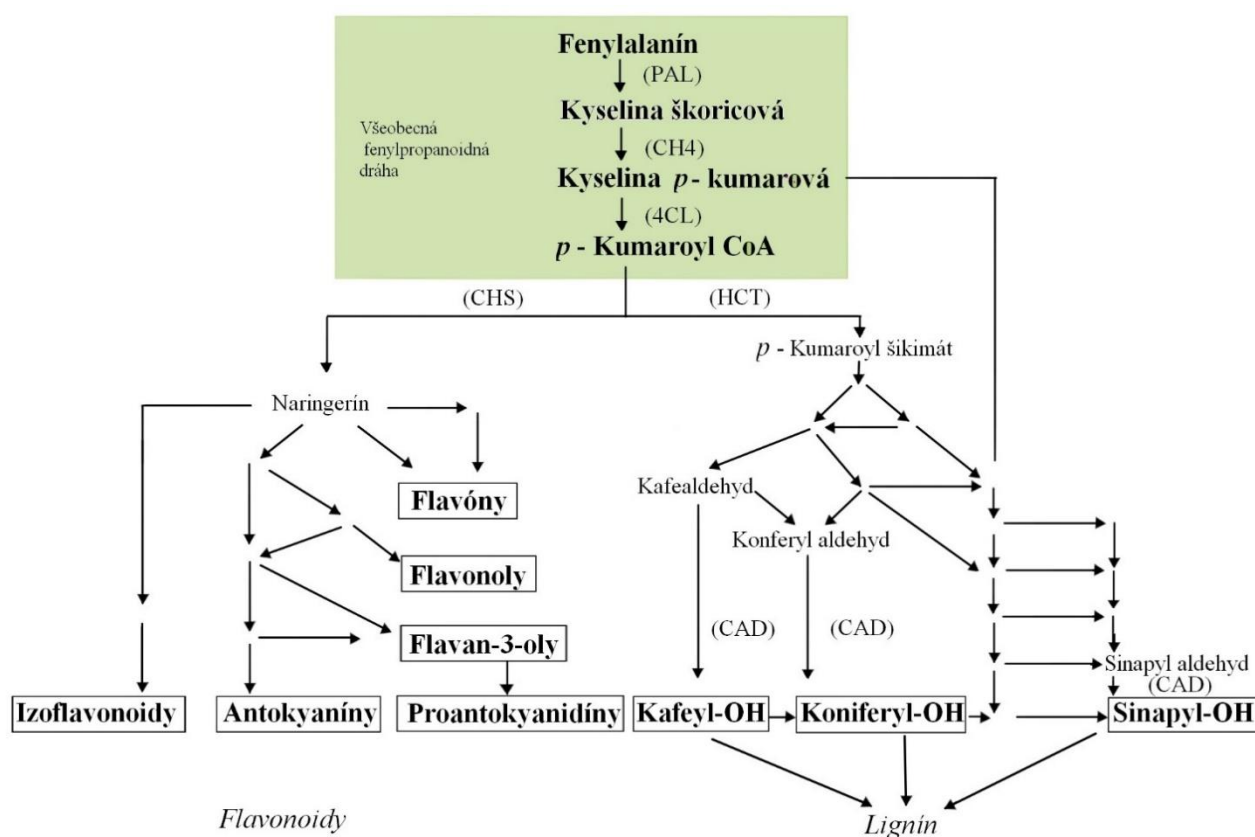 Fenylalanín
(PAL)
Kyselina škoricová
Všeobecná
fenylpropanoidná
dráha
(CH4)
Kyselina p - kumarová
(4CL)
p - Kumaroyl CoA
(CHS)
(HCT)
p - Kumaroyl šikimát
Naringerín
Flavóny
Kafealdehyd
Konferyl aldehyd
Flavonoly
(CAD)
(CAD)
Flavan-3-oly
Sinapyl aldehyd
(CAD)
Izoflavonoidy
Antokyaníny
Proantokyanidíny
Kafeyl-OH
Koniferyl-OH
Sinapyl-OH
Flavonoidy
Lignín